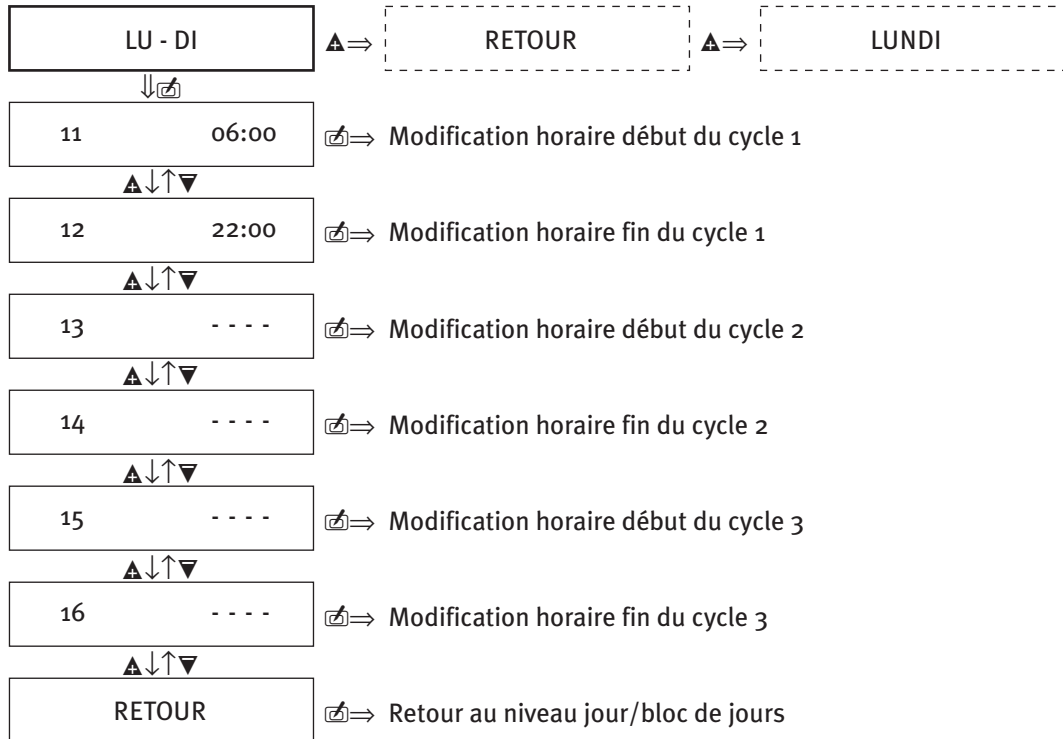 LU - DI ⇒ RETOUR ⇒ LUNDI
11 06:00 ⇒ Modification horaire début du cycle 1
12 22:00 ⇒ Modification horaire fin du cycle 1
13 - - - - ⇒ Modification horaire début du cycle 2
14 - - - - ⇒ Modification horaire fin du cycle 2
15 - - - - ⇒ Modification horaire début du cycle 3
16 - - - - ⇒ Modification horaire fin du cycle 3
RETOUR ⇒ Retour au niveau jour/bloc de jours